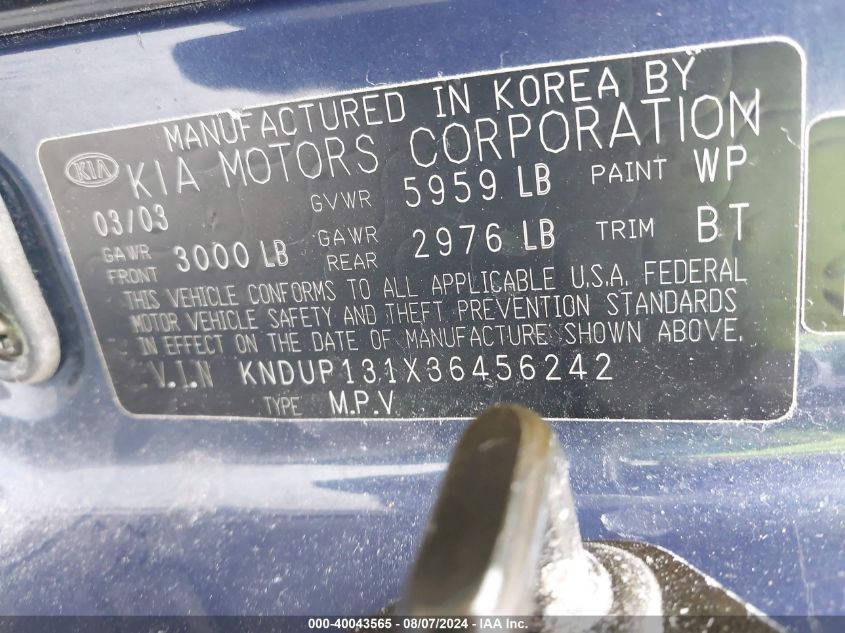 MANUFACTURED IN KOREA BY
KIA KIA MOTORS CORPORATION
03/03 GVWR 5959 LB PAINT WP
GAWR FRONT 3000 LB GAWR REAR 2976 LB TRIM BT
THIS VEHICLE CONFORMS TO ALL APPLICABLE U.S.A. FEDERAL
MOTOR VEHICLE SAFETY AND THEFT PREVENTION STANDARDS
IN EFFECT ON THE DATE OF MANUFACTURE SHOWN ABOVE.
V.I.N KNDUP131X36456242
TYPE M.P.V
000-40043565 - 08/07/2024 - IAA Inc.